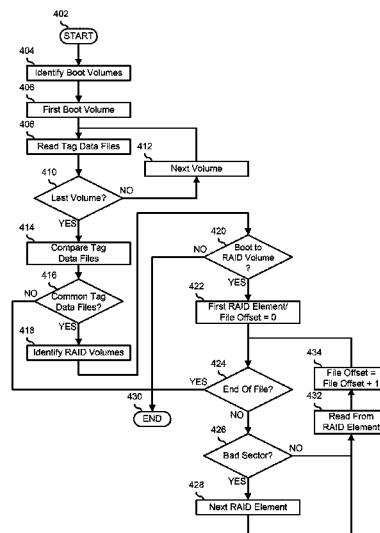 402
START
404
Identify Boot Volumes
406
First Boot Volume
408
Read Tag Data Files
412
Next Volume
410
Last Volume?
NO
YES
414
Compare Tag
Data Files
416
NO
Common Tag
Data Files?
YES
418
Identify RAID Volumes
420
NO
Boot to
RAID Volume
?
YES
422
First RAID Element/
File Offset = 0
424
YES
End Of File?
NO
434
File Offset =
File Offset + 1
432
Read From
RAID Element
430
END
426
Bad Sector?
NO
YES
428
Next RAID Element